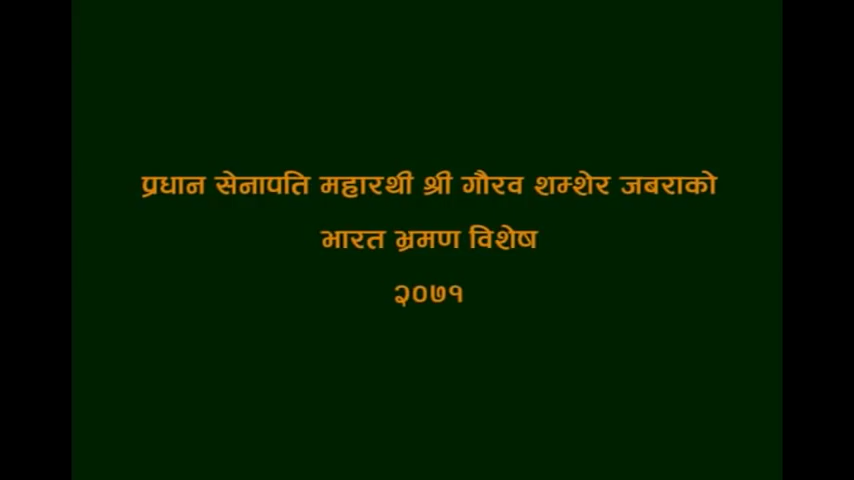 प्रधान सेनापति महारथी श्री गौरव शम्शेर जबराको
भारत भ्रमण विशेष
२०७१